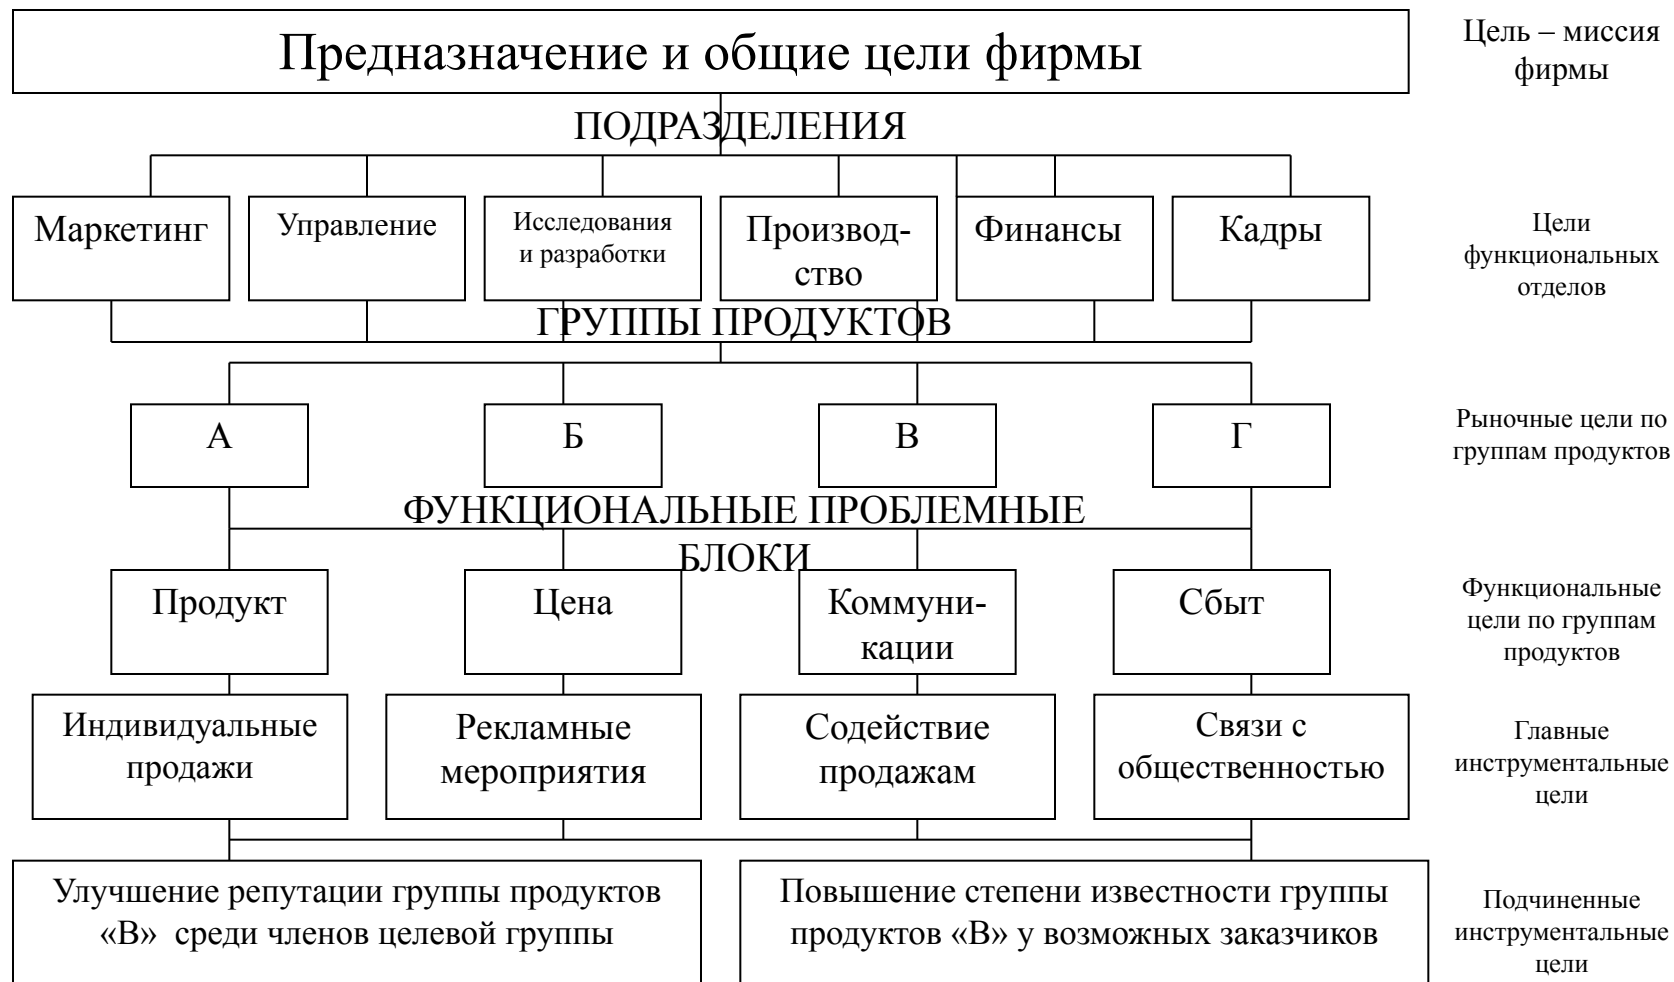 Предназначение и общие цели фирмы
Цель – миссия
фирмы
ПОДРАЗДЕЛЕНИЯ
Маркетинг
Управление
Исследования
и разработки
Производ-
ство
Финансы
Кадры
Цели
функциональных
отделов
ГРУППЫ ПРОДУКТОВ
А
Б
В
Г
Рыночные цели по
группам продуктов
ФУНКЦИОНАЛЬНЫЕ ПРОБЛЕМНЫЕ
БЛОКИ
Продукт
Цена
Коммуни-
кации
Сбыт
Функциональные
цели по группам
продуктов
Индивидуальные
продажи
Рекламные
мероприятия
Содействие
продажам
Связи с
общественностью
Главные
инструментальные
цели
Улучшение репутации группы продуктов
«В» среди членов целевой группы
Повышение степени известности группы
продуктов «В» у возможных заказчиков
Подчиненные
инструментальные
цели